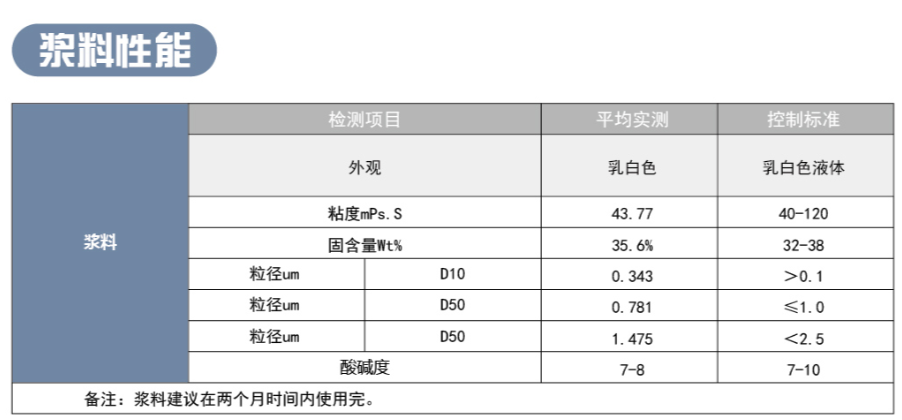 浆料性能
检测项目 平均实测 控制标准
外观 乳白色 乳白色液体
粘度mPs.S 43.77 40-120
浆料
固含量Wt% 35.6% 32-38
粒径um D10 0.343 >0.1
粒径um D50 0.781 ≤1.0
粒径um D50 1.475 <2.5
酸碱度 7-8 7-10
备注：浆料建议在两个月时间内使用完。